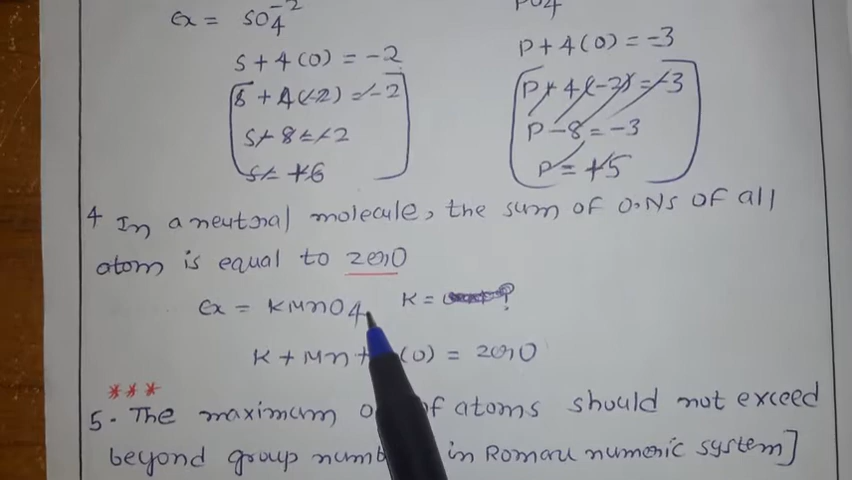 Ex = SO4^-2
PO4
S + 4(O) = -2
P + 4(O) = -3
S + 4(-2) = -2
P + 4(-2) = -3
S - 8 = -2
P - 8 = -3
S = +6
P = +5
4 In a neutral molecule, the sum of O.Ns of all
atom is equal to zero
Ex = KMnO4 K = ?
K + Mn + (O) = zero
***
5. The maximum of atoms should not exceed
beyond group in Roman numeric system]